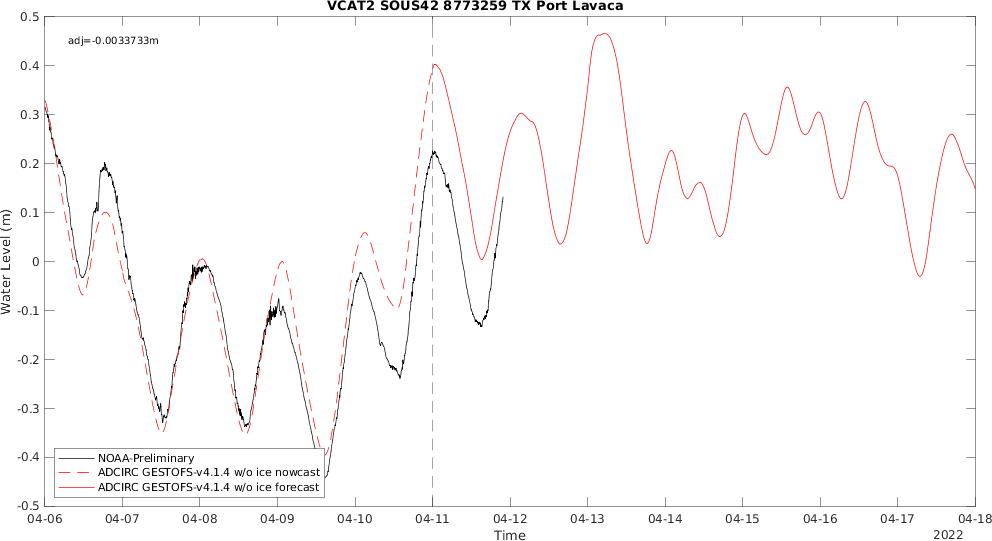 VCAT2 SOUS42 8773259 TX Port Lavaca
adj=-0.0033733m
0.5
0.4
0.3
0.2
0.1
0
-0.1
-0.2
-0.3
-0.4
-0.5
Water Level (m)
NOAA-Preliminary
ADCIRC GESTOFS-v4.1.4 w/o ice nowcast
ADCIRC GESTOFS-v4.1.4 w/o ice forecast
04-06 04-07 04-08 04-09 04-10 04-11 04-12 04-13 04-14 04-15 04-16 04-17 04-18
Time
2022